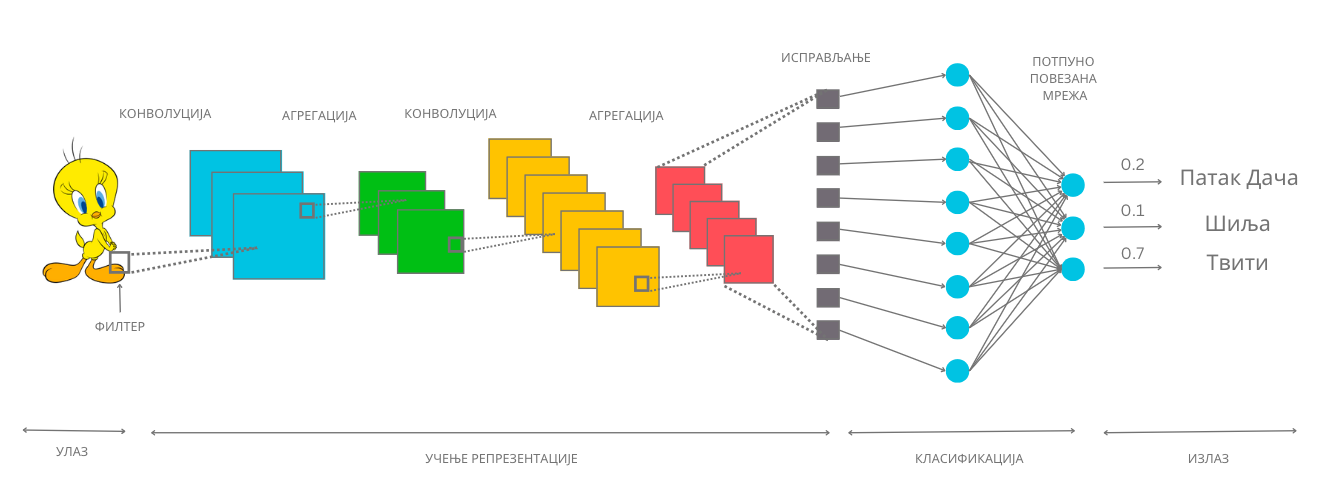 ИСПРАВЉАЊЕ
ПОТПУНО
ПОВЕЗАНА
МРЕЖА
КОНВОЛУЦИЈА
АГРЕГАЦИЈА
КОНВОЛУЦИЈА
АГРЕГАЦИЈА
0.2
Патак Дача
0.1
Шиља
0.7
Твити
ФИЛТЕР
УЛАЗ
УЧЕЊЕ РЕПРЕЗЕНТАЦИЈЕ
КЛАСИФИКАЦИЈА
ИЗЛАЗ